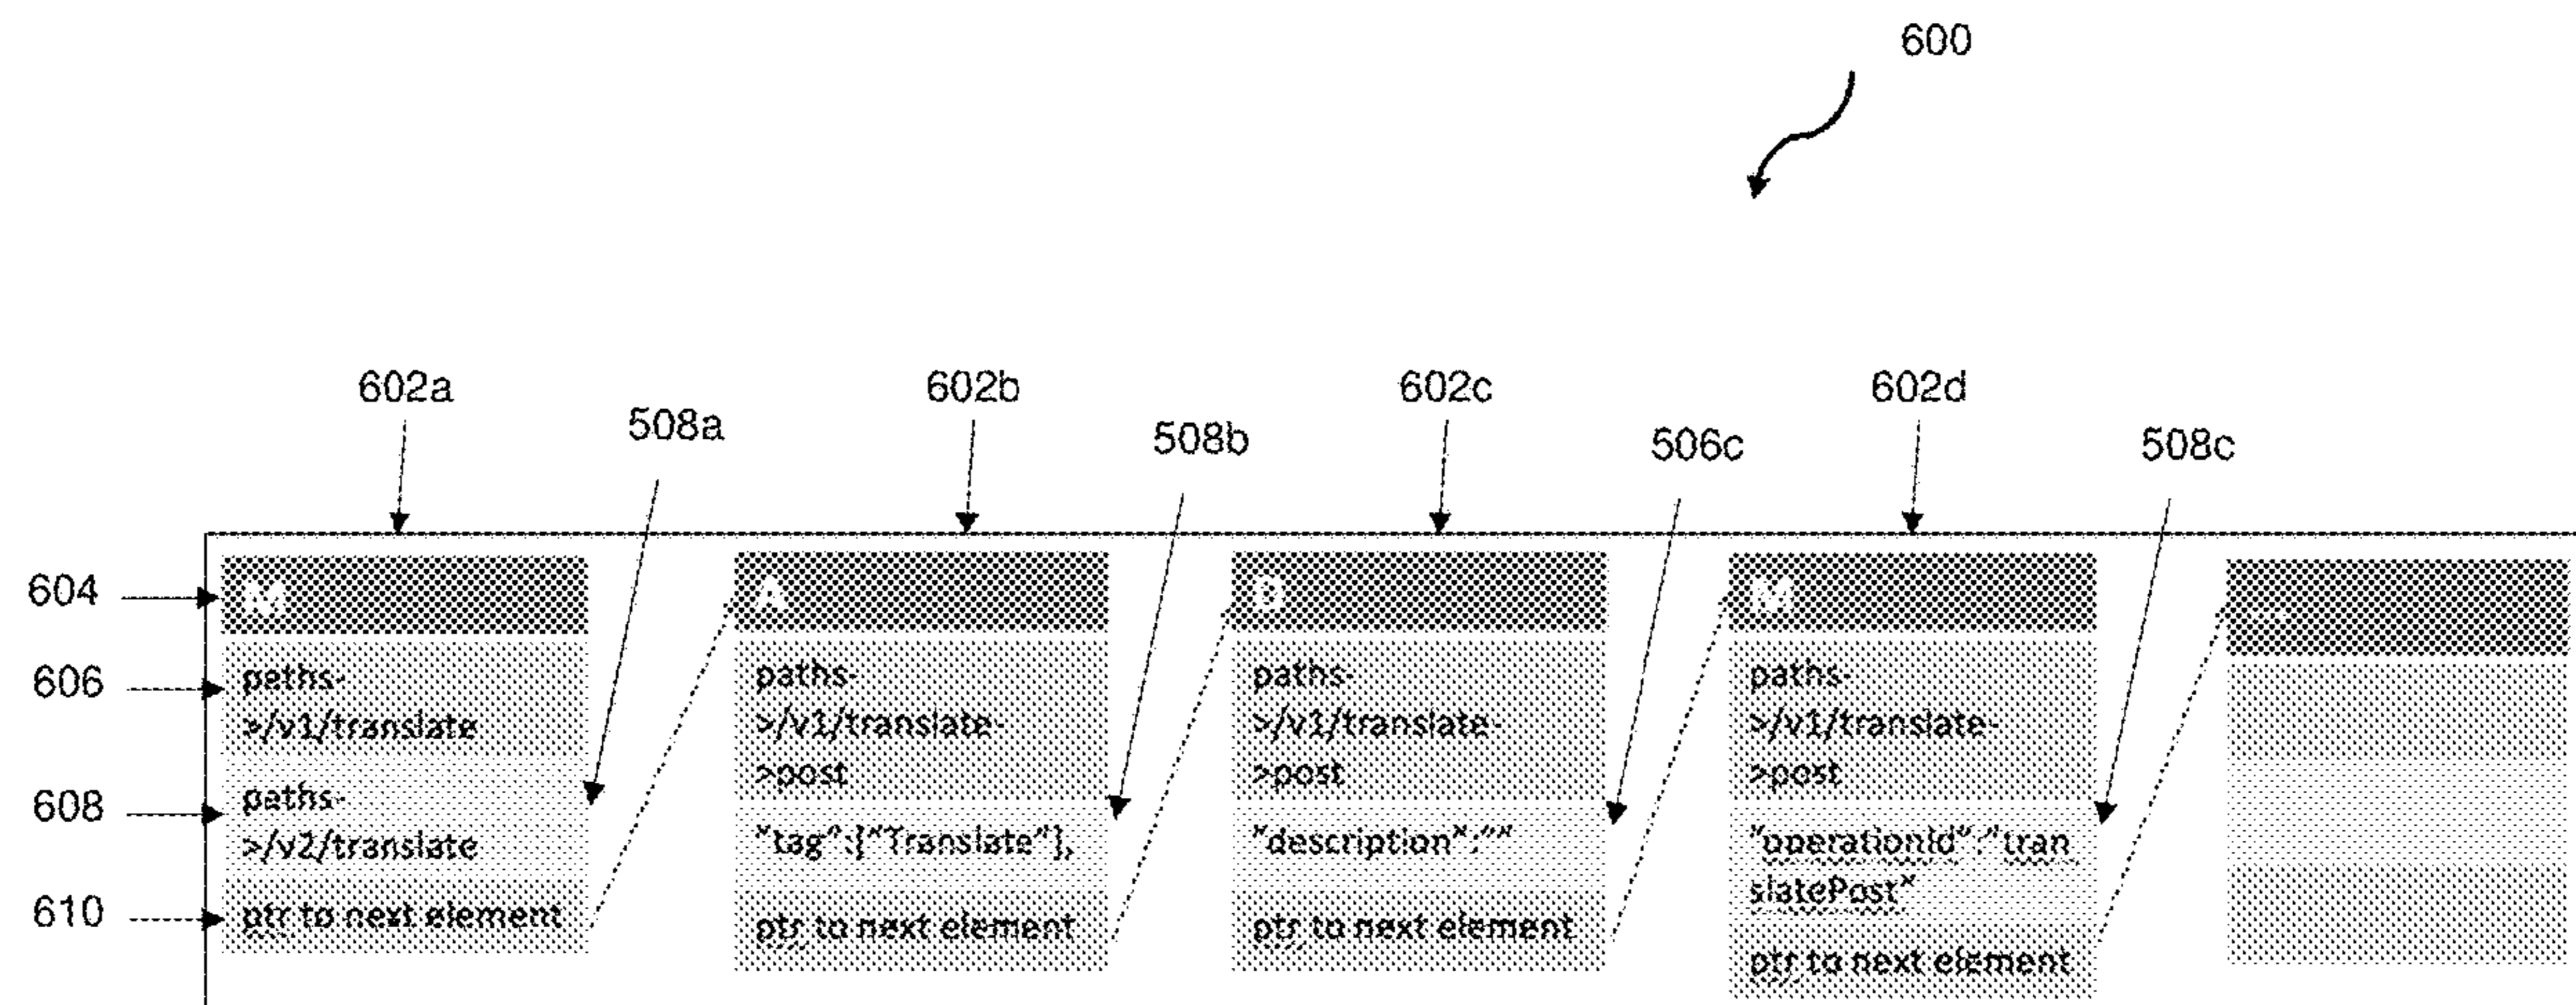 600
602a
602b
602c
602d
508a
508b
506c
508c
604
M
A
D
M
...
606
paths-
>/v1/translate
paths-
>/v1/translate-
>post
paths-
>/v1/translate-
>post
paths-
>/v1/translate-
>post
608
paths-
>/v2/translate
"tag":["Translate"],
"description":""
"operationId":"tran
slatePost"
610
ptr to next element
ptr to next element
ptr to next element
ptr to next element